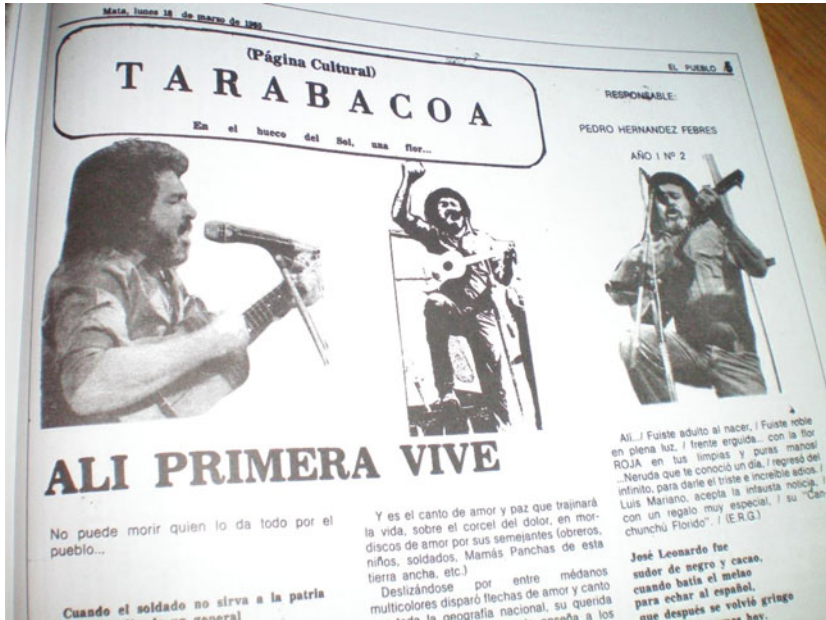 Mata, lunes 18 de marzo de 1985
EL PUEBLO 5
(Página Cultural)
TARABACOA
En el hueco del Sol, una flor...
RESPONSABLE:
PEDRO HERNANDEZ FEBRES
AÑO 1 Nº 2
ALI PRIMERA VIVE
No puede morir quien lo da todo por el
pueblo...
Cuando el soldado no sirva a la patria
general
Y es el canto de amor y paz que trajinará
la vida, sobre el corcel del dolor, en mor-
discos de amor por sus semejantes (obreros,
niños, soldados, Mamás Panchas de esta
tierra ancha, etc.)
Deslizándose por entre médanos
multicolores disparó flechas de amor y canto
la geografía nacional, su querida
enseña a los
Alí.../ Fuiste adulto al nacer, / Fuiste roble
en plena luz, / frente erguida... con la flor
ROJA en tus limpias y puras manos/
...Neruda que te conoció un día, / regresó del
infinito, para darle el triste e increíble adios. /
Luis Mariano, acepta la infausta noticia, /
con un regalo muy especial, / su "Can-
chunchú Florido". / (E.R.G.)
José Leonardo fue
sudor de negro y cacao,
cuando batía el melao
para echar al español,
que después se volvió gringo
hoy.